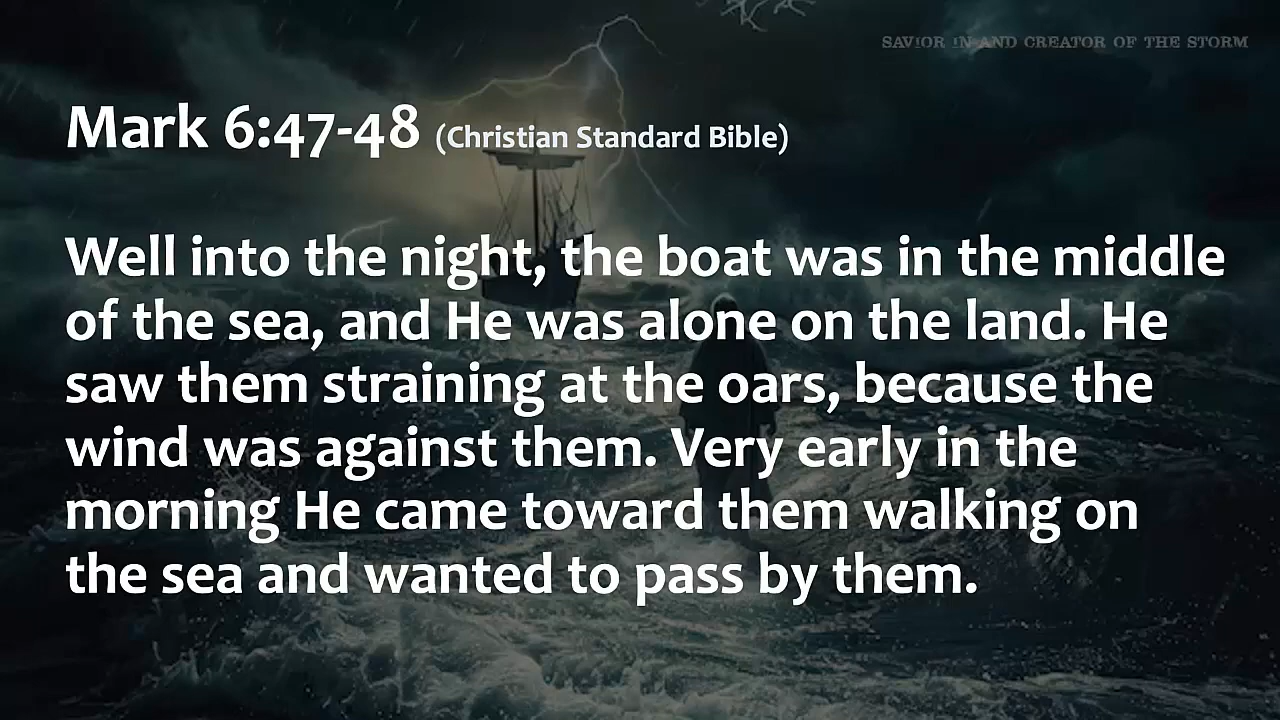 SAVIOR IN AND CREATOR OF THE STORM
Mark 6:47-48 (Christian Standard Bible)
Well into the night, the boat was in the middle
of the sea, and He was alone on the land. He
saw them straining at the oars, because the
wind was against them. Very early in the
morning He came toward them walking on
the sea and wanted to pass by them.